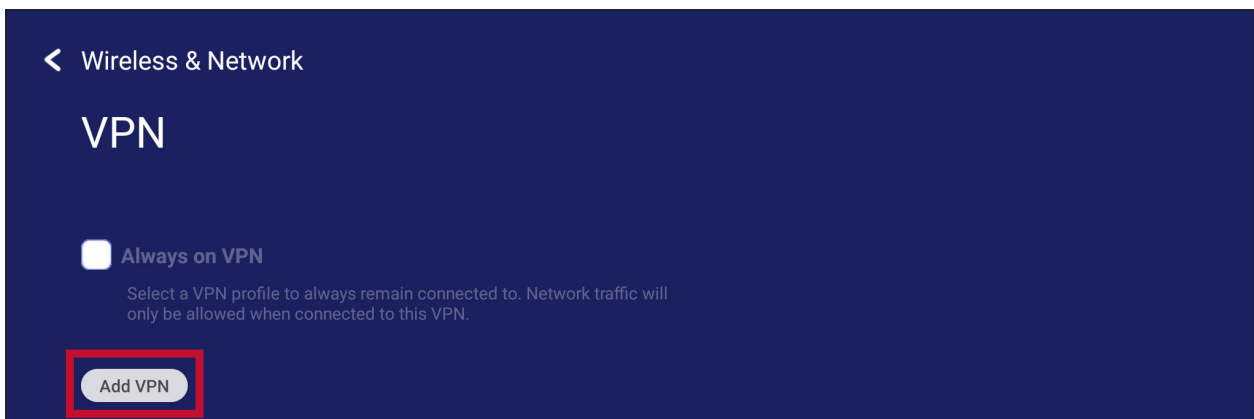 Wireless & Network
VPN
Always on VPN
Select a VPN profile to always remain connected to. Network traffic will
only be allowed when connected to this VPN.
Add VPN